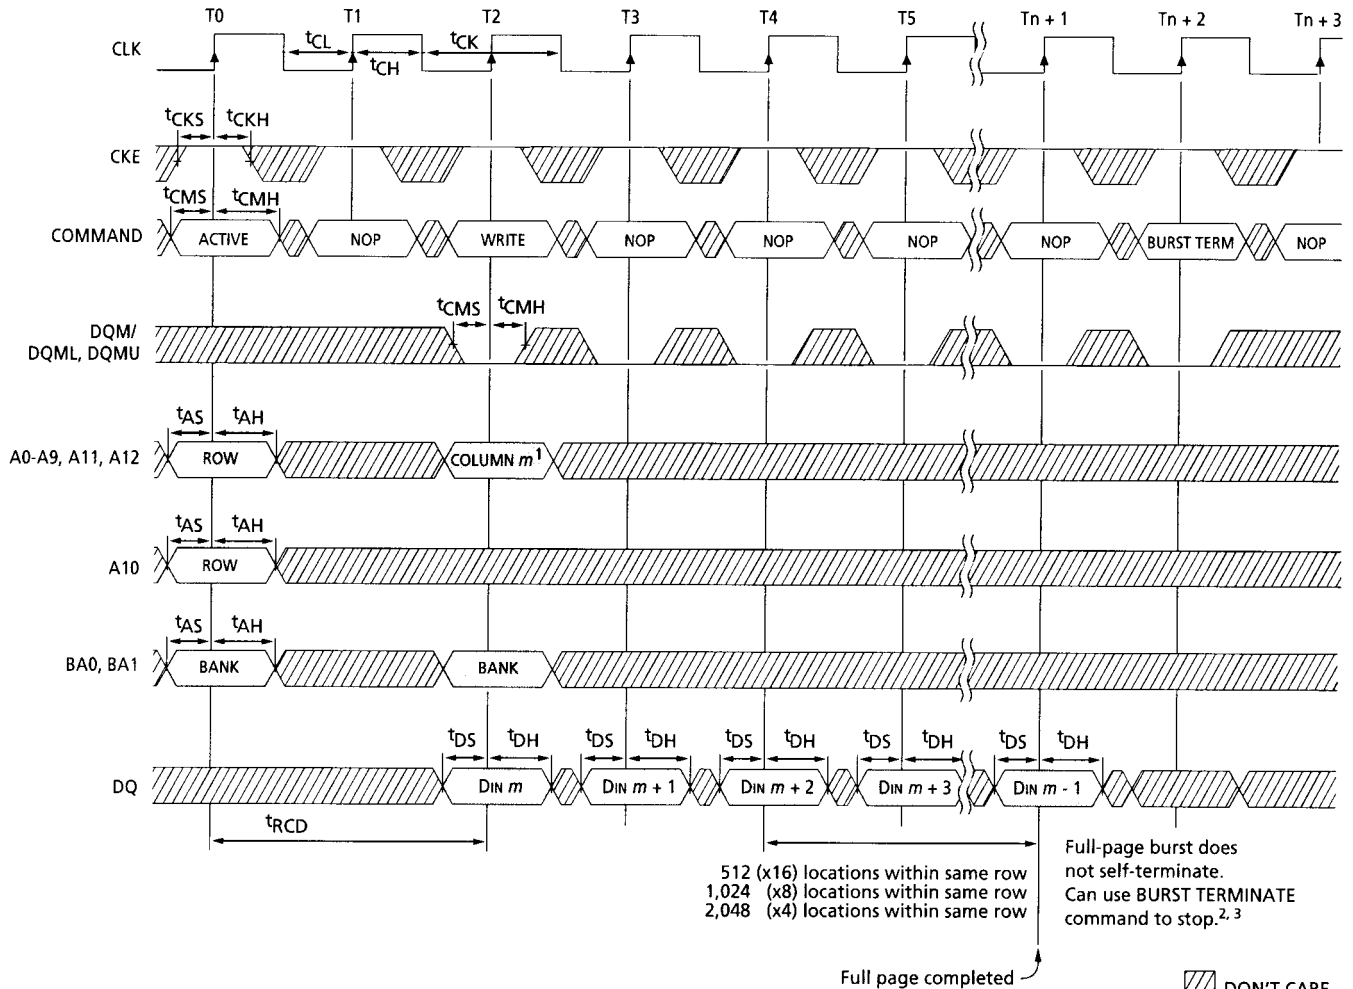 T0 T1 T2 T3 T4 T5 Tn + 1 Tn + 2 Tn + 3
CLK
tCL tCH tCK
tCKS tCKH
CKE
tCMS tCMH
COMMAND ACTIVE NOP WRITE NOP NOP NOP NOP BURST TERM NOP
tCMS tCMH
DQM/
DQML, DQMU
tAS tAH
A0-A9, A11, A12 ROW COLUMN m1
tAS tAH
A10 ROW
tAS tAH
BA0, BA1 BANK BANK
tDS tDH tDS tDH tDS tDH tDS tDH tDS tDH
DQ DIN m DIN m + 1 DIN m + 2 DIN m + 3 DIN m - 1
tRCD
512 (x16) locations within same row
1,024 (x8) locations within same row
2,048 (x4) locations within same row
Full-page burst does
not self-terminate.
Can use BURST TERMINATE
command to stop.2, 3
Full page completed
DON'T CARE